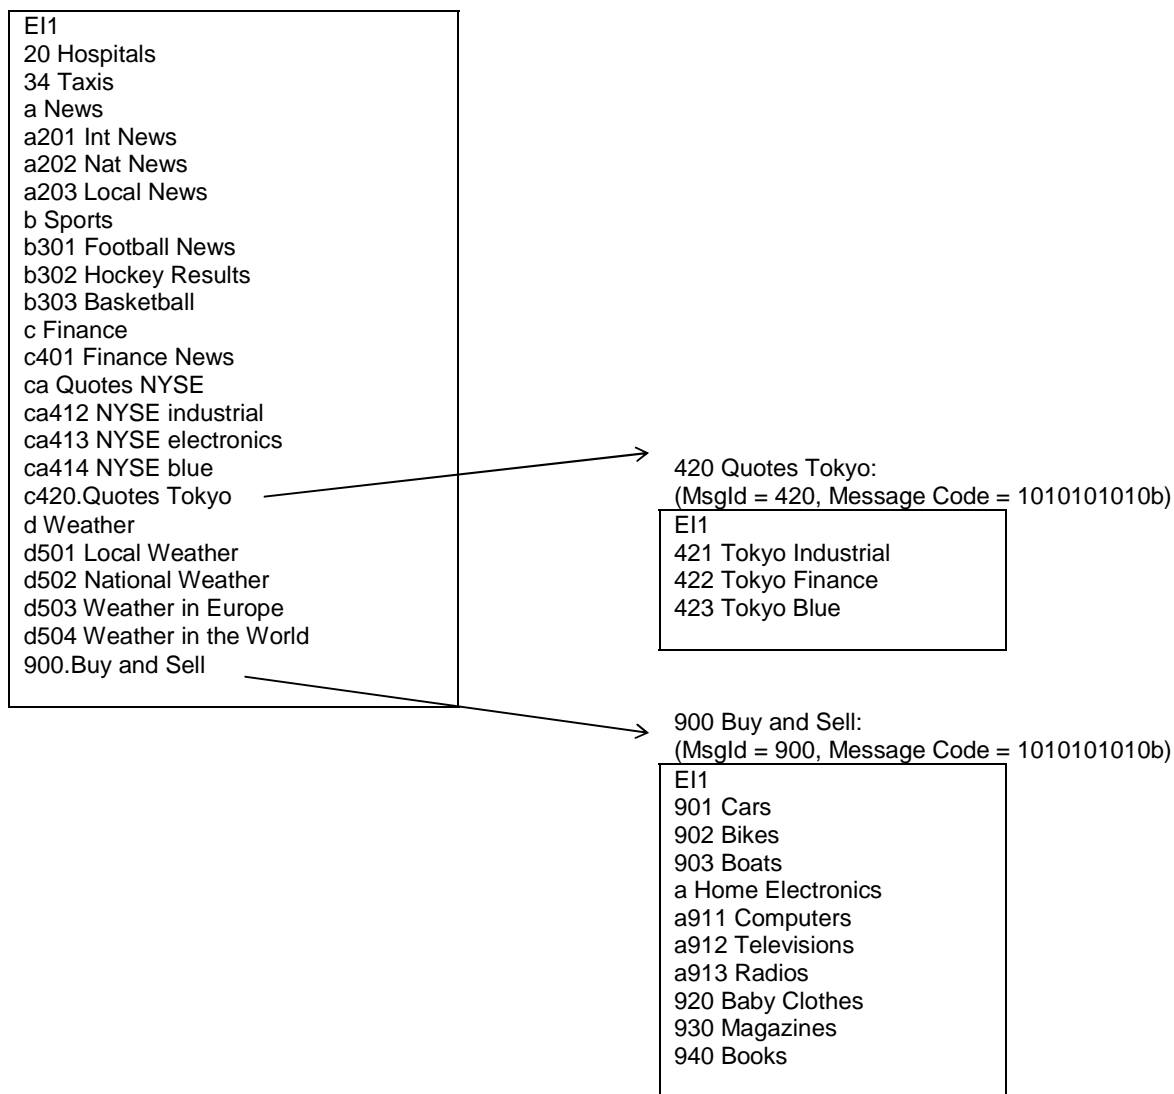 EI1
20 Hospitals
34 Taxis
a News
a201 Int News
a202 Nat News
a203 Local News
b Sports
b301 Football News
b302 Hockey Results
b303 Basketball
c Finance
c401 Finance News
ca Quotes NYSE
ca412 NYSE industrial
ca413 NYSE electronics
ca414 NYSE blue
c420.Quotes Tokyo
d Weather
d501 Local Weather
d502 National Weather
d503 Weather in Europe
d504 Weather in the World
900.Buy and Sell
420 Quotes Tokyo:
(MsgId = 420, Message Code = 1010101010b)
EI1
421 Tokyo Industrial
422 Tokyo Finance
423 Tokyo Blue
900 Buy and Sell:
(MsgId = 900, Message Code = 1010101010b)
EI1
901 Cars
902 Bikes
903 Boats
a Home Electronics
a911 Computers
a912 Televisions
a913 Radios
920 Baby Clothes
930 Magazines
940 Books